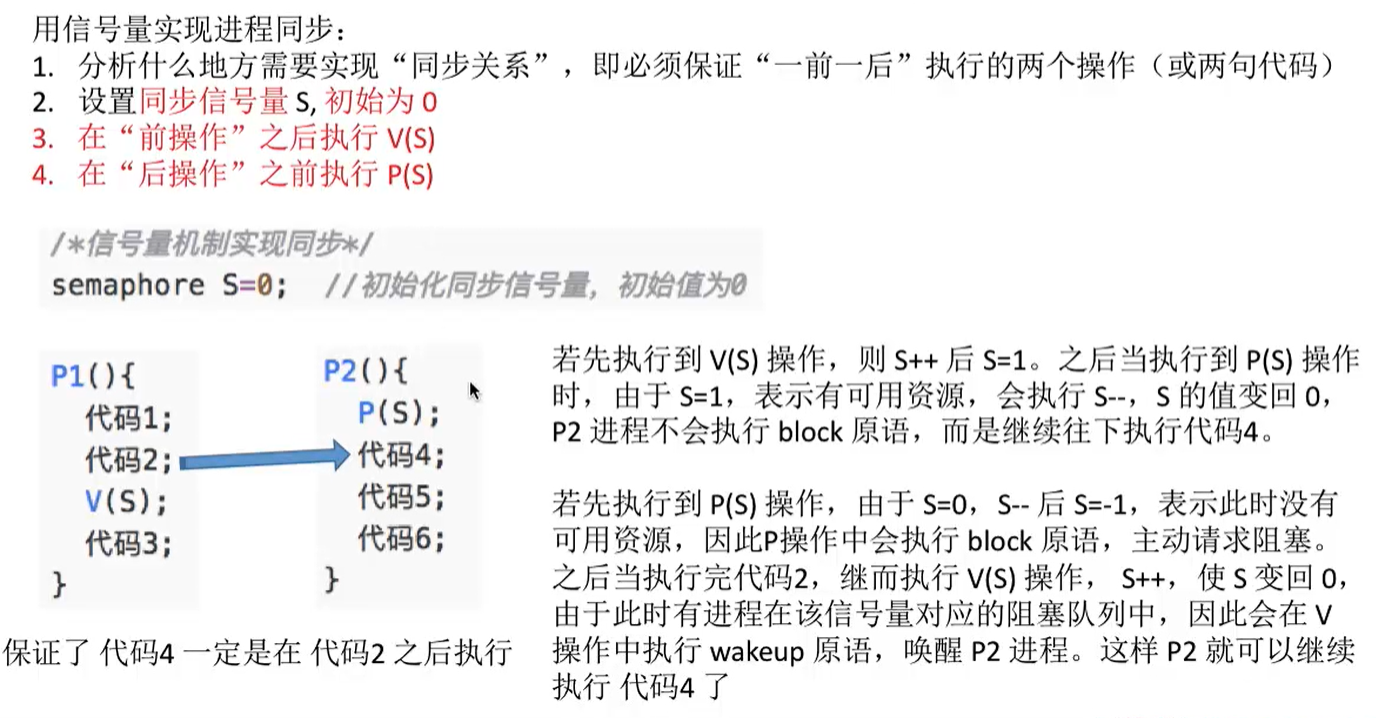 用信号量实现进程同步：
1. 分析什么地方需要实现“同步关系”，即必须保证“一前一后”执行的两个操作（或两句代码）
2. 设置同步信号量 S, 初始为 0
3. 在“前操作”之后执行 V(S)
4. 在“后操作”之前执行 P(S)
/*信号量机制实现同步*/
semaphore S=0; //初始化同步信号量，初始值为0
P1(){
代码1;
代码2;
V(S);
代码3;
}
P2(){
P(S);
代码4;
代码5;
代码6;
}
保证了 代码4 一定是在 代码2 之后执行
若先执行到 V(S) 操作，则 S++ 后 S=1。之后当执行到 P(S) 操作
时，由于 S=1，表示有可用资源，会执行 S--，S 的值变回 0，
P2 进程不会执行 block 原语，而是继续往下执行代码4。
若先执行到 P(S) 操作，由于 S=0，S-- 后 S=-1，表示此时没有
可用资源，因此P操作中会执行 block 原语，主动请求阻塞。
之后当执行完代码2，继而执行 V(S) 操作， S++，使 S 变回 0，
由于此时有进程在该信号量对应的阻塞队列中，因此会在 V
操作中执行 wakeup 原语，唤醒 P2 进程。这样 P2 就可以继续
执行 代码4 了